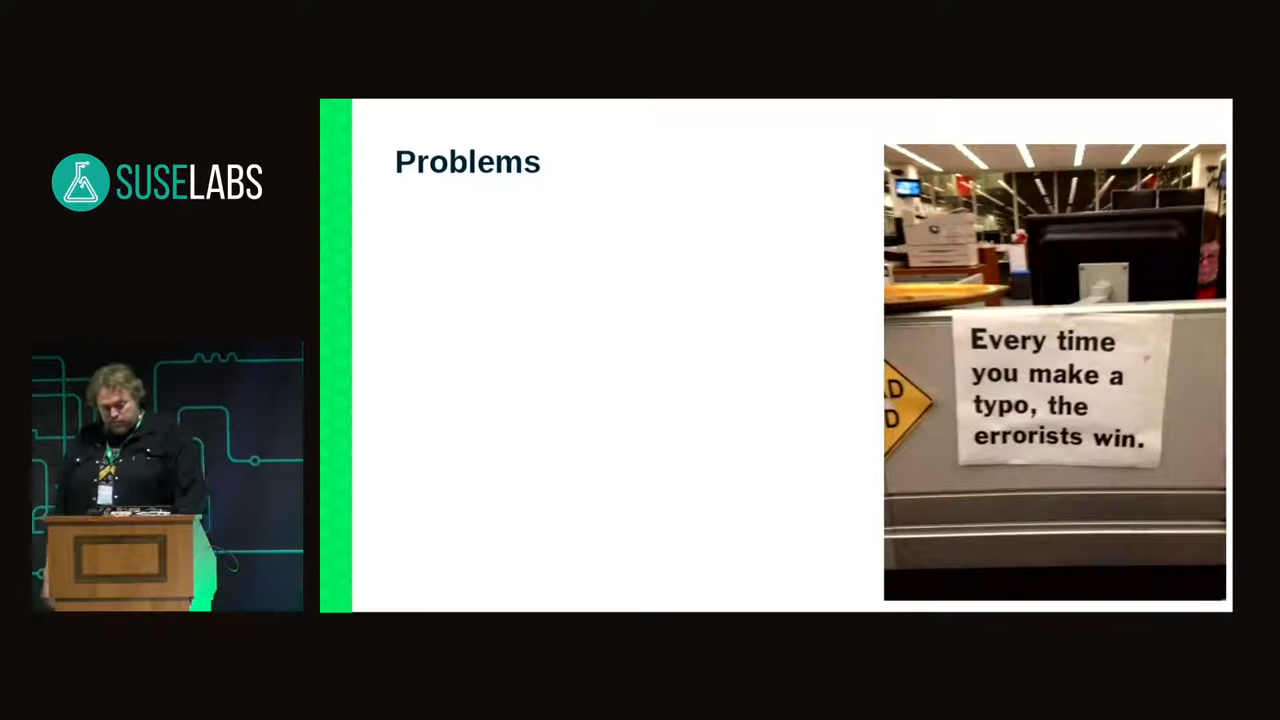 SUSELABS
Problems
Every time
you make a
typo, the
errorists win.